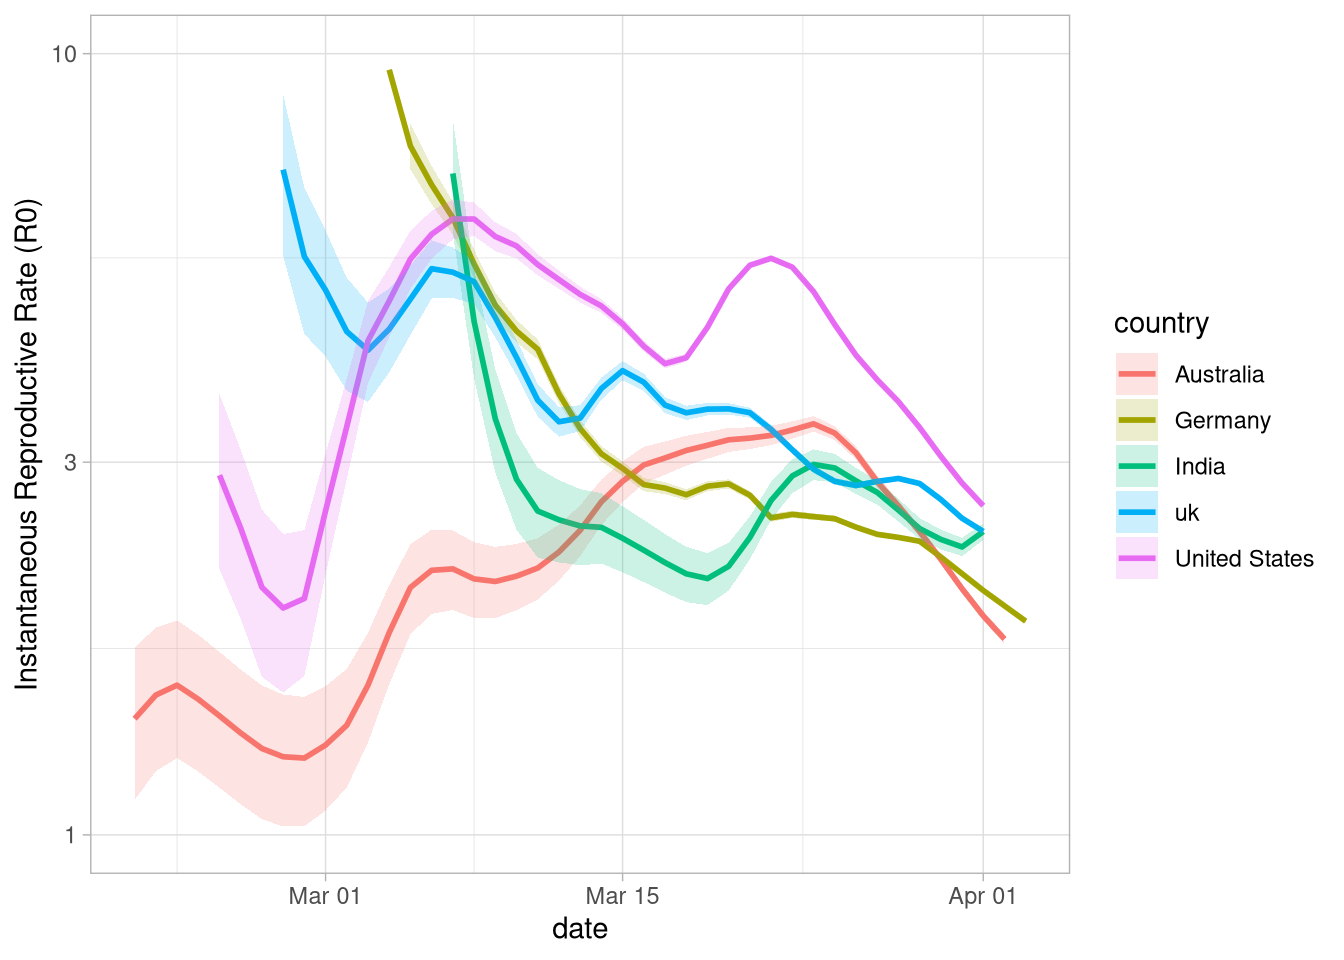 Instantaneous Reproductive Rate (R0)
10
3
1
Mar 01
Mar 15
Apr 01
date
country
Australia
Germany
India
uk
United States